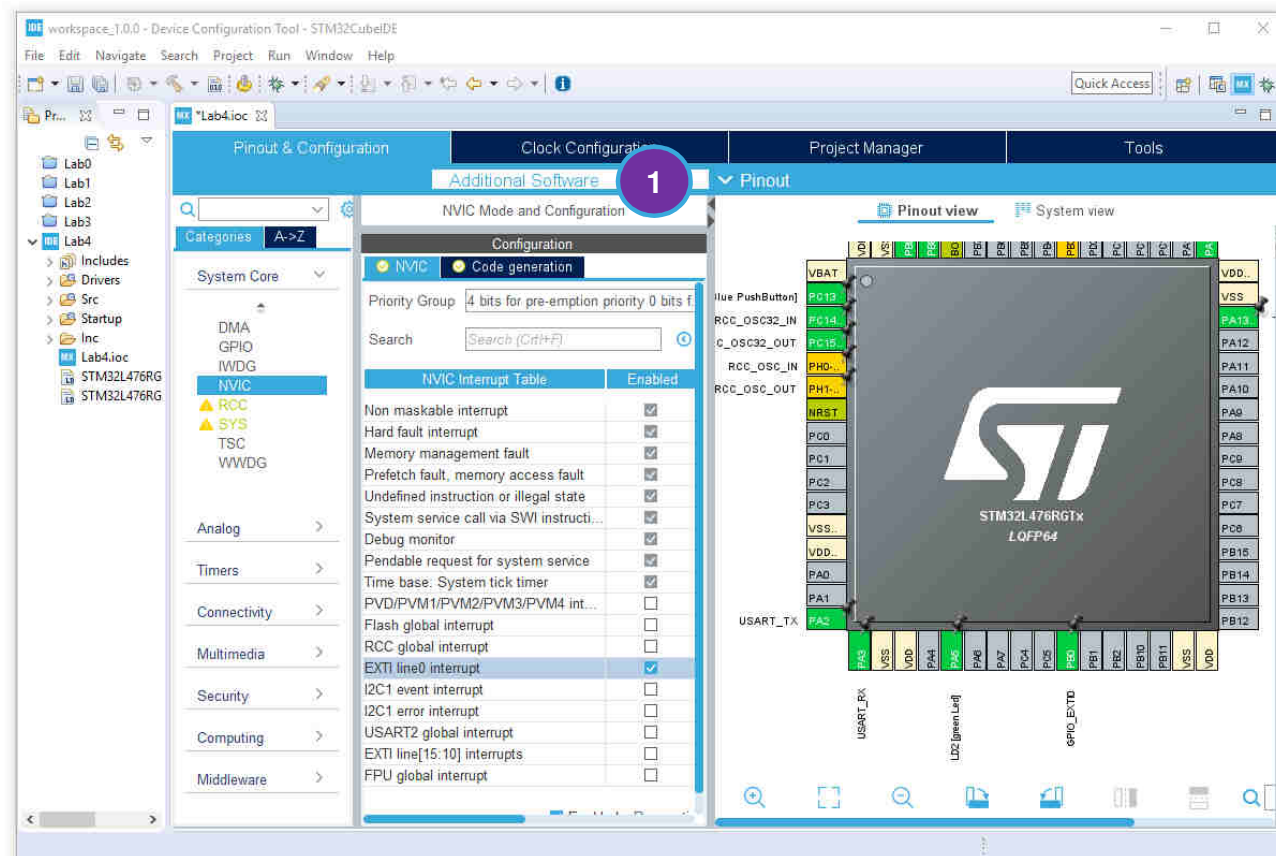 IDE workspace_1.0.0 - Device Configuration Tool - STM32CubeIDE
File Edit Navigate Search Project Run Window Help
Quick Access
Pr...
MX *Lab4.ioc
Lab0
Lab1
Lab2
Lab3
IDE Lab4
Includes
Drivers
Src
Startup
Inc
MX Lab4.ioc
STM32L476RG
STM32L476RG
Pinout & Configuration
Clock Configuration
Project Manager
Tools
Additional Software
1
Pinout
Categories A->Z
System Core
DMA
GPIO
IWDG
NVIC
RCC
SYS
TSC
WWDG
Analog
Timers
Connectivity
Multimedia
Security
Computing
Middleware
NVIC Mode and Configuration
Configuration
NVIC Code generation
Priority Group 4 bits for pre-emption priority 0 bits f.
Search Search (Crtl+F)
NVIC Interrupt Table Enabled
Non maskable interrupt
Hard fault interrupt
Memory management fault
Prefetch fault, memory access fault
Undefined instruction or illegal state
System service call via SWI instructi...
Debug monitor
Pendable request for system service
Time base: System tick timer
PVD/PVM1/PVM2/PVM3/PVM4 int...
Flash global interrupt
RCC global interrupt
EXTI line0 interrupt
I2C1 event interrupt
I2C1 error interrupt
USART2 global interrupt
EXTI line[15:10] interrupts
FPU global interrupt
Pinout view System view
VBAT
lue PushButton] PC13
RCC_OSC32_IN PC14..
C_OSC32_OUT PC15..
RCC_OSC_IN PH0-..
RCC_OSC_OUT PH1-..
NRST
PC0
PC1
PC2
PC3
VSS..
VDD..
PA0
PA1
USART_TX PA2
ST
STM32L476RGTx
LQFP64
VDD..
VSS
PA13..
PA12
PA11
PA10
PA9
PA8
PC9
PC8
PC7
PC6
PB15
PB14
PB13
PB12
PA3 VSS VDD PA4 PA5 PA6 PA7 PC4 PC5 PB0 PB1 PB2 PB10 PB11 VSS VDD
USART_RX
LD2 [green Led]
GPIO_EXTI0